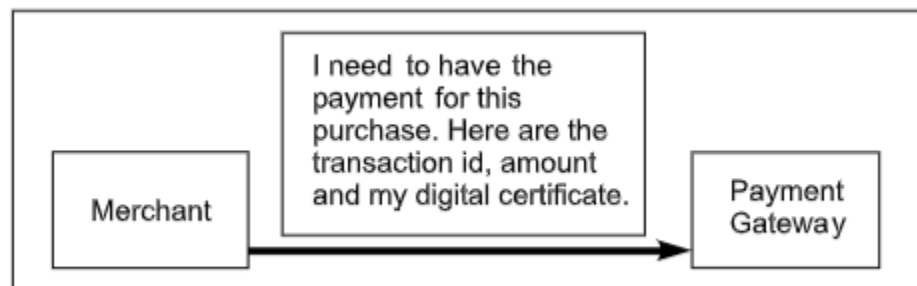 I need to have the
payment for this
purchase. Here are the
transaction id, amount
and my digital certificate.
Merchant
Payment
Gateway